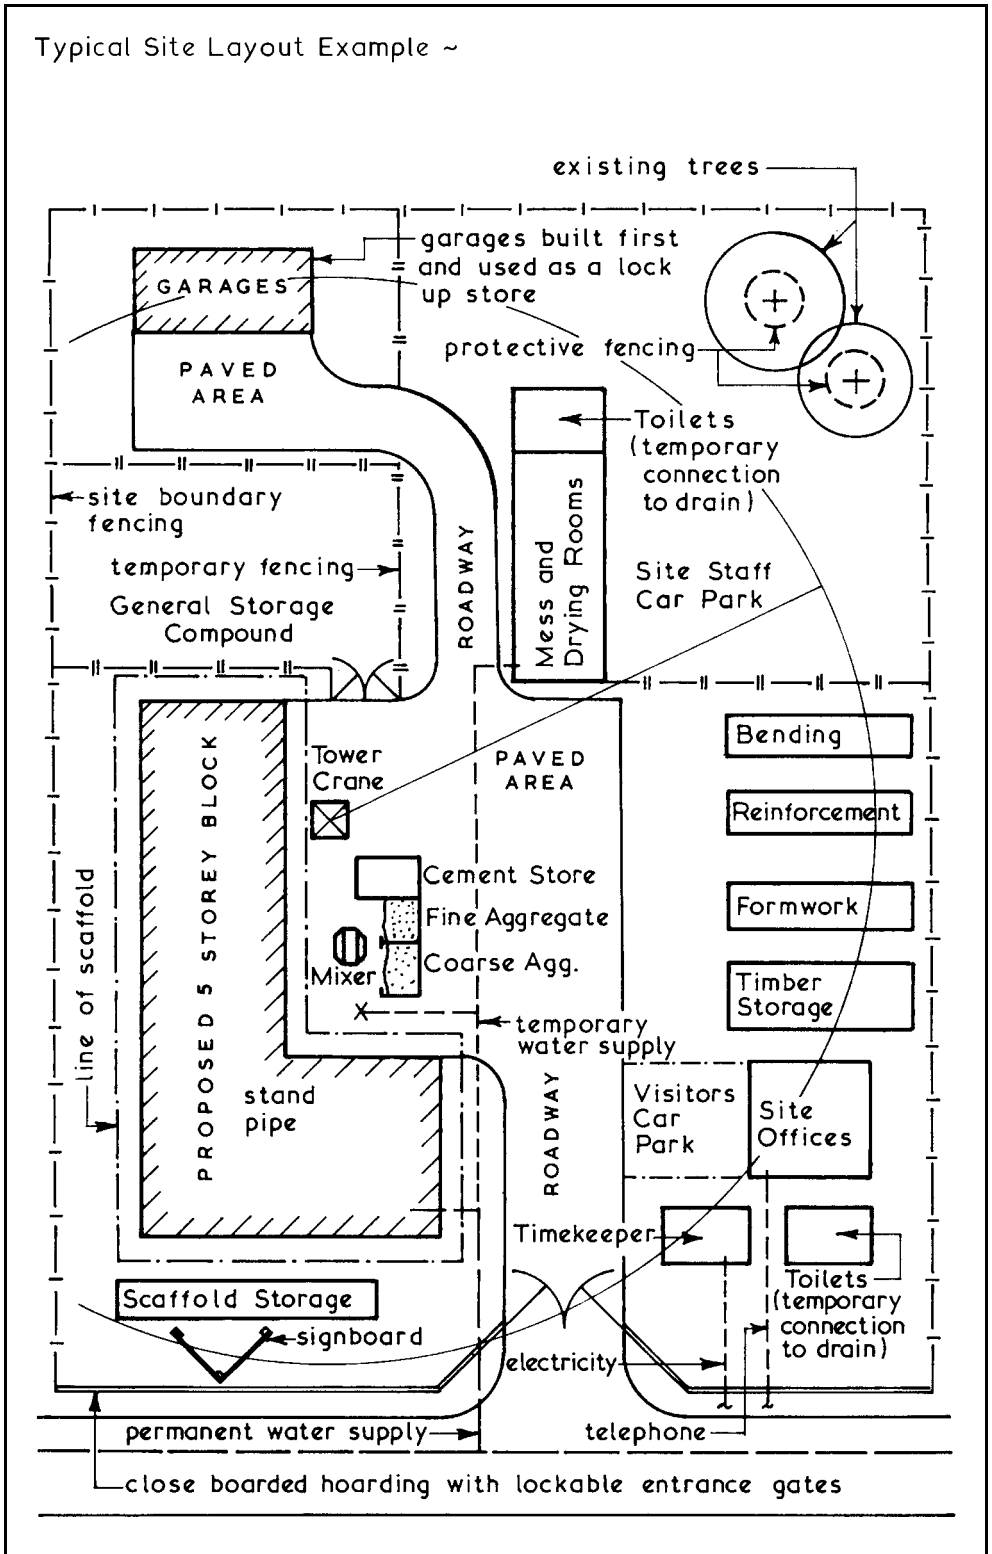 Typical Site Layout Example ~
existing trees
garages built first
and used as a lock
up store
GARAGES
protective fencing
PAVED
AREA
Toilets
(temporary
connection
to drain)
site boundary
fencing
temporary fencing
General Storage
Compound
ROADWAY
Mess and
Drying Rooms
Site Staff
Car Park
Tower
Crane
PAVED
AREA
Bending
Reinforcement
Formwork
Timber
Storage
Cement Store
Fine Aggregate
Coarse Agg.
Mixer
X
temporary
water supply
line of scaffold
PROPOSED 5 STOREY BLOCK
stand
pipe
ROADWAY
Visitors
Car
Park
Site
Offices
Timekeeper
Toilets
(temporary
connection
to drain)
Scaffold Storage
signboard
electricity
permanent water supply
telephone
close boarded hoarding with lockable entrance gates